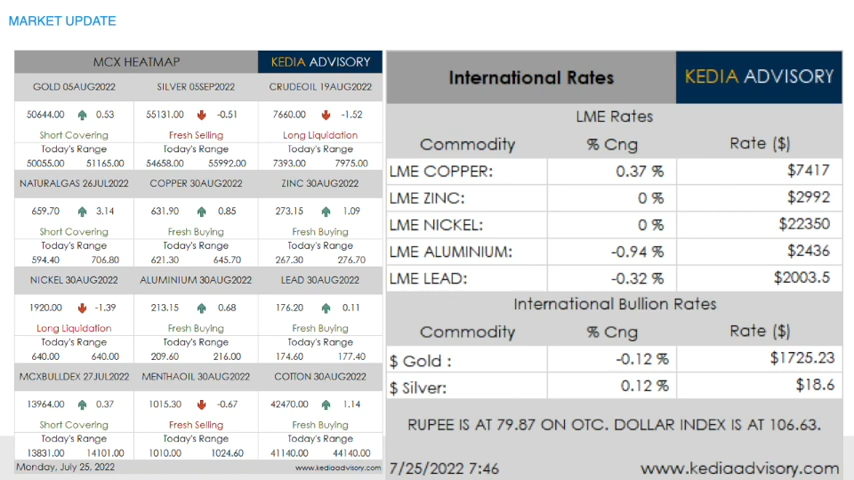 MARKET UPDATE
MCX HEATMAP KEDIA ADVISORY
GOLD 05AUG2022 SILVER 05SEP2022 CRUDEOIL 19AUG2022
50644.00 0.53 55131.00 -0.51 7660.00 -1.52
Short Covering Fresh Selling Long Liquidation
Today's Range Today's Range Today's Range
50055.00 51165.00 54658.00 55992.00 7393.00 7975.00
NATURALGAS 26JUL2022 COPPER 30AUG2022 ZINC 30AUG2022
659.70 3.14 631.90 0.85 273.15 1.09
Short Covering Fresh Buying Fresh Buying
Today's Range Today's Range Today's Range
594.40 706.80 621.30 645.70 267.30 276.70
NICKEL 30AUG2022 ALUMINIUM 30AUG2022 LEAD 30AUG2022
1920.00 -1.39 213.15 0.68 176.20 0.11
Long Liquidation Fresh Buying Fresh Buying
Today's Range Today's Range Today's Range
640.00 640.00 209.60 216.00 174.60 177.40
MCXBULLDEX 27JUL2022 MENTHAOIL 30AUG2022 COTTON 30AUG2022
13964.00 0.37 1015.30 -0.67 42470.00 1.14
Short Covering Fresh Selling Fresh Buying
Today's Range Today's Range Today's Range
13831.00 14101.00 1010.00 1024.60 41140.00 44140.00
Monday, July 25, 2022 www.kediaadvisory.com
International Rates KEDIA ADVISORY
LME Rates
Commodity % Cng Rate ($)
LME COPPER: 0.37 % $7417
LME ZINC: 0 % $2992
LME NICKEL: 0 % $22350
LME ALUMINIUM: -0.94 % $2436
LME LEAD: -0.32 % $2003.5
International Bullion Rates
Commodity % Cng Rate ($)
$ Gold : -0.12 % $1725.23
$ Silver: 0.12 % $18.6
RUPEE IS AT 79.87 ON OTC. DOLLAR INDEX IS AT 106.63.
7/25/2022 7:46 www.kediaadvisory.com